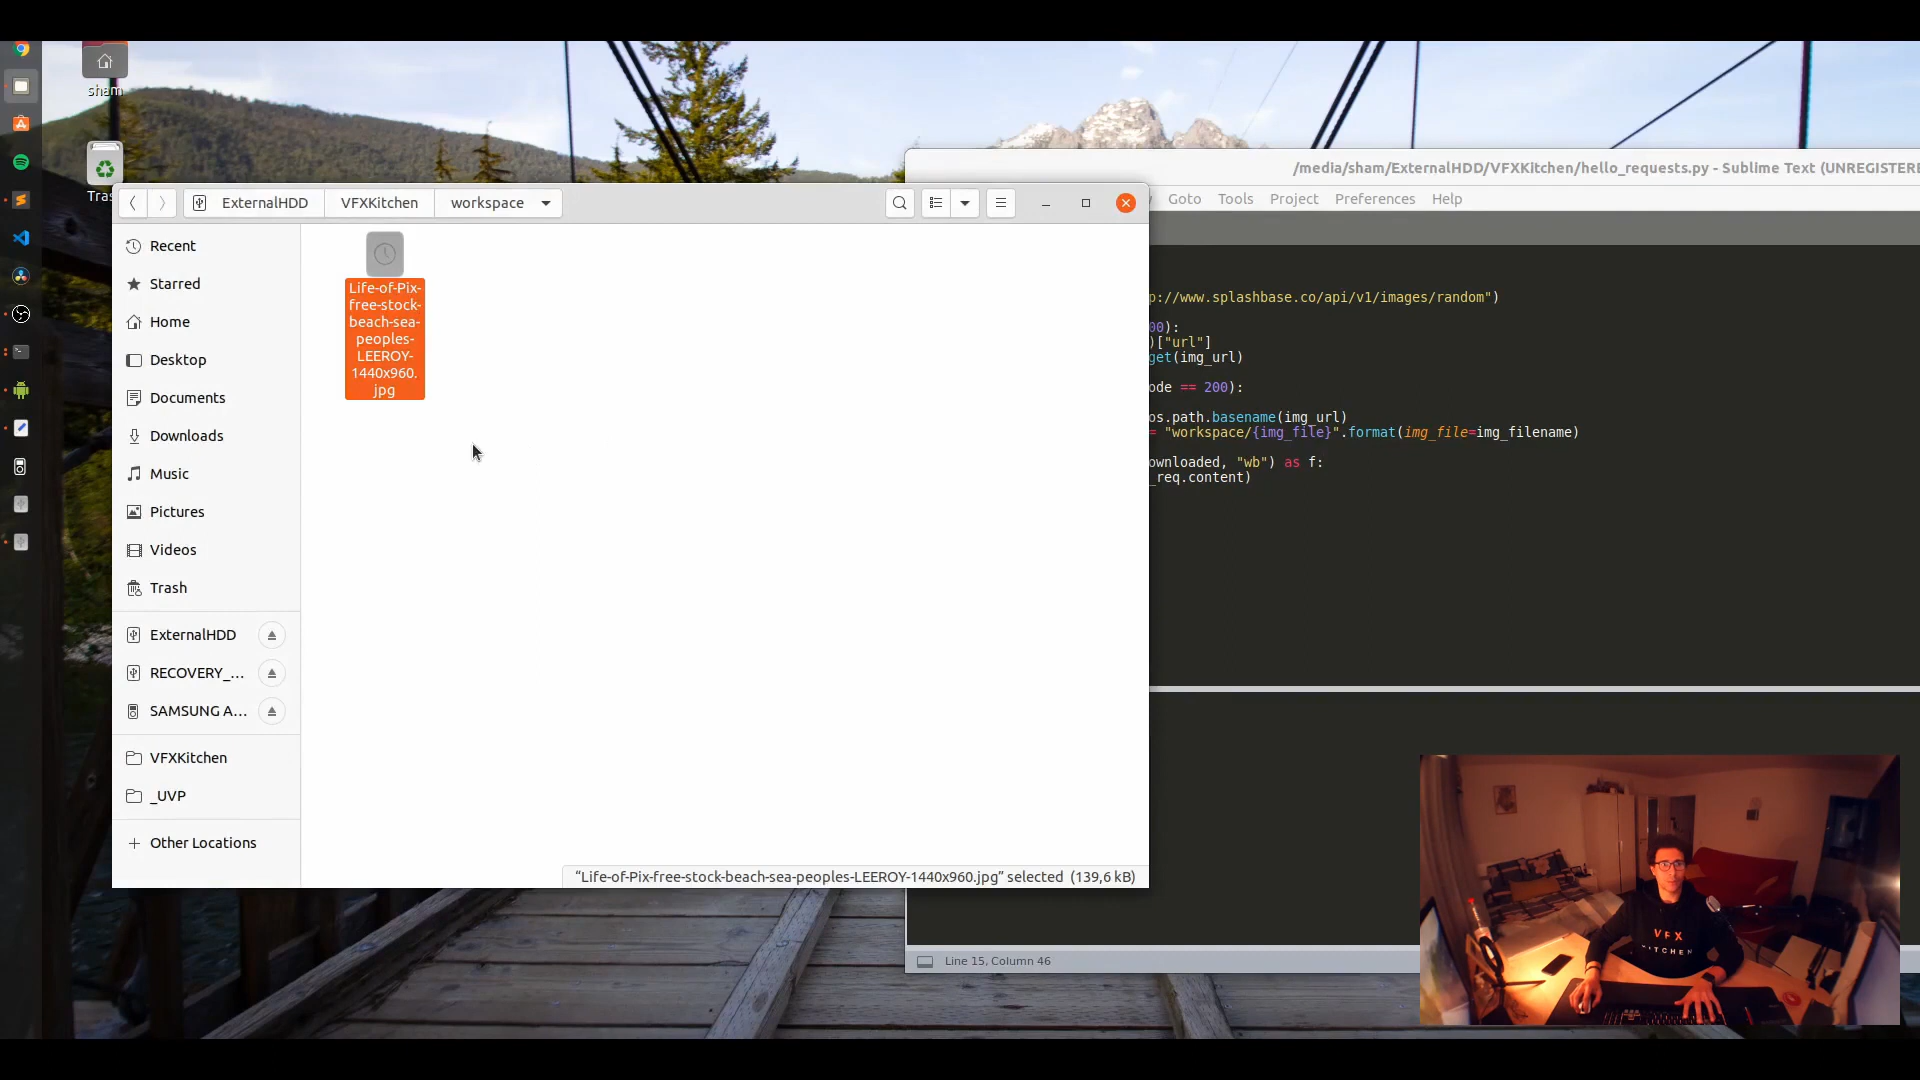 sham
Tras
ExternalHDD
VFXKitchen
workspace
Recent
Starred
Home
Desktop
Documents
Downloads
Music
Pictures
Videos
Trash
ExternalHDD
RECOVERY_...
SAMSUNG A...
VFXKitchen
_UVP
Other Locations
Life-of-Pix-
free-stock-
beach-sea-
peoples-
LEEROY-
1440x960.
jpg
“Life-of-Pix-free-stock-beach-sea-peoples-LEEROY-1440x960.jpg” selected (139,6 kB)
/media/sham/ExternalHDD/VFXKitchen/hello_requests.py - Sublime Text (UNREGISTERE
Goto Tools Project Preferences Help
p://www.splashbase.co/api/v1/images/random")
00):
)["url"]
get(img_url)
ode == 200):
os.path.basename(img_url)
= "workspace/{img_file}".format(img_file=img_filename)
ownloaded, "wb") as f:
_req.content)
Line 15, Column 46
VFX
KITCHEN